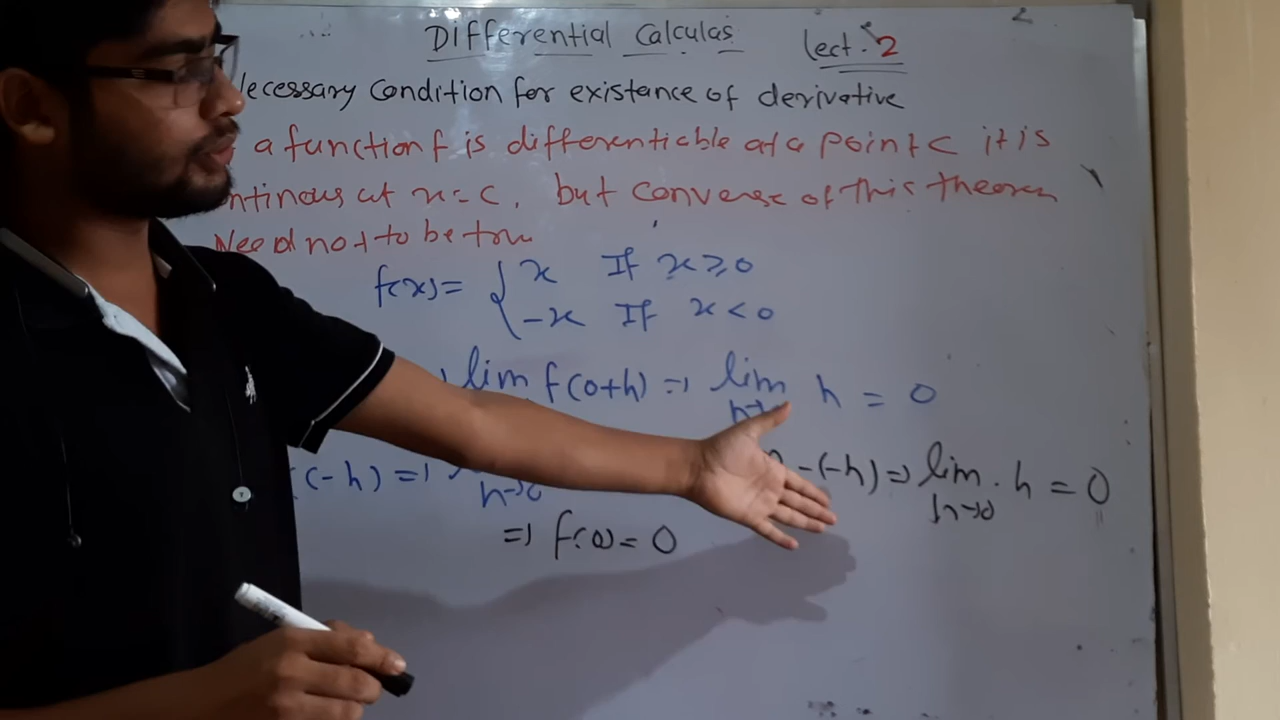 Differential Calculas Lect. 2
ecessary Condition for existance of derivative
a function f is differenticble at a point c it is
ntinous at x = c, but converse of this theorem
Need not to be true
f(x) = { x If x ≥ 0
-x If x < 0
lim f(0+h) => lim h = 0
(-h) => h→0 -(-h) => lim h→0 . h = 0
=> f(0) = 0